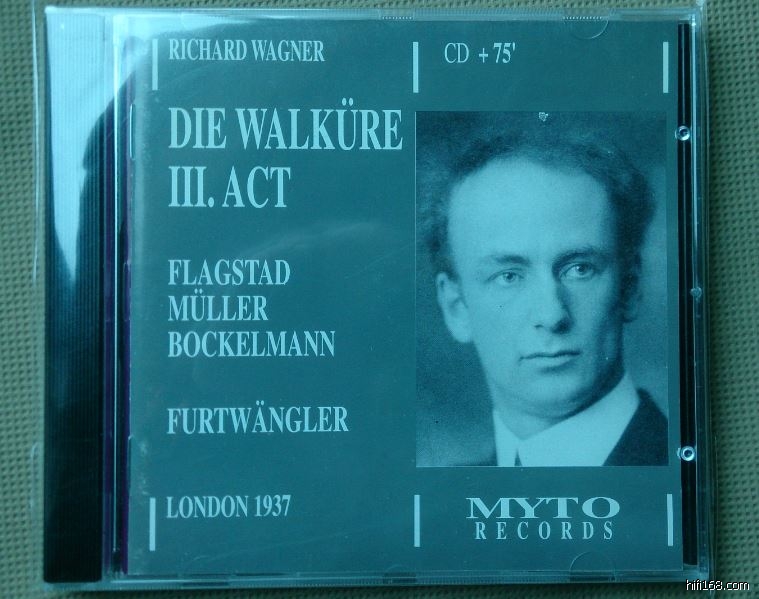 RICHARD WAGNER
CD + 75'
DIE WALKÜRE
III. ACT
FLAGSTAD
MÜLLER
BOCKELMANN
FURTWÄNGLER
LONDON 1937
MYTO
RECORDS
hifi168.com